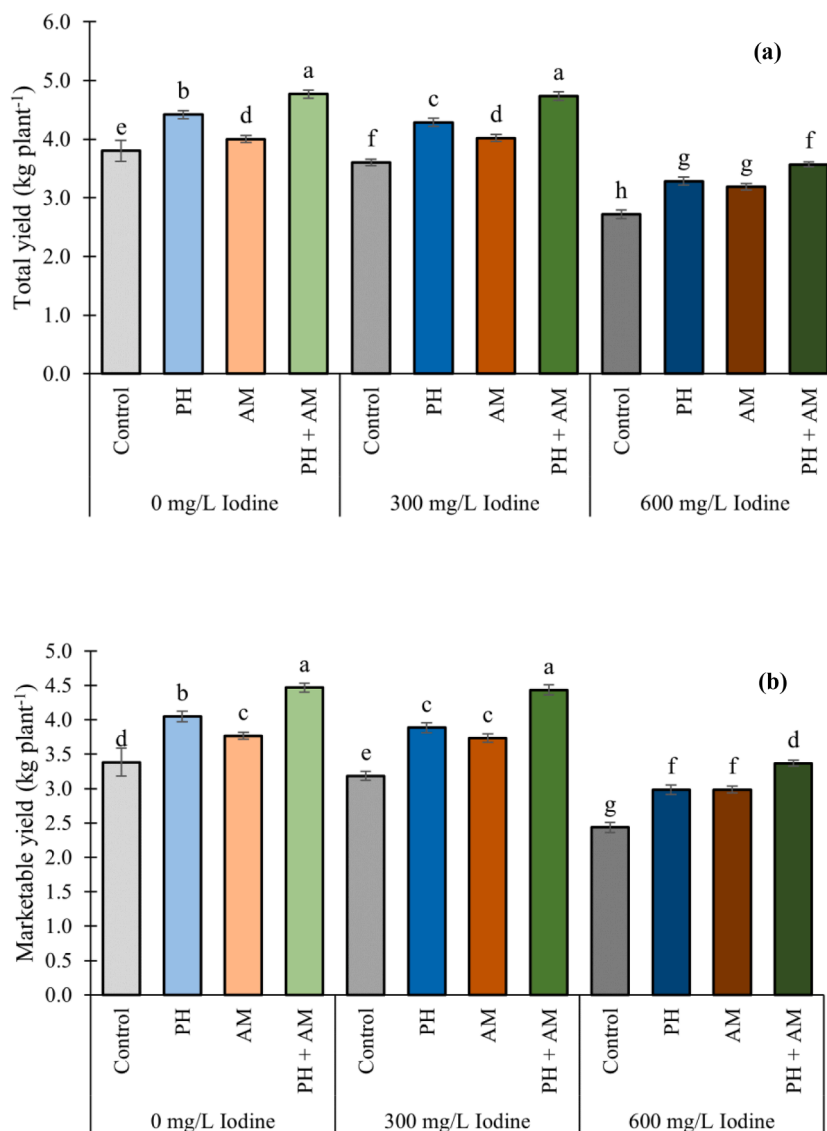 (a)
Total yield (kg plant⁻¹)
6.0
5.0
4.0
3.0
2.0
1.0
0.0
e b d a f c d a h g g f
Control PH AM PH + AM Control PH AM PH + AM Control PH AM PH + AM
0 mg/L Iodine 300 mg/L Iodine 600 mg/L Iodine
(b)
Marketable yield (kg plant⁻¹)
5.0
4.5
4.0
3.5
3.0
2.5
2.0
1.5
1.0
0.5
0.0
d b c a e c c a g f f d
Control PH AM PH + AM Control PH AM PH + AM Control PH AM PH + AM
0 mg/L Iodine 300 mg/L Iodine 600 mg/L Iodine